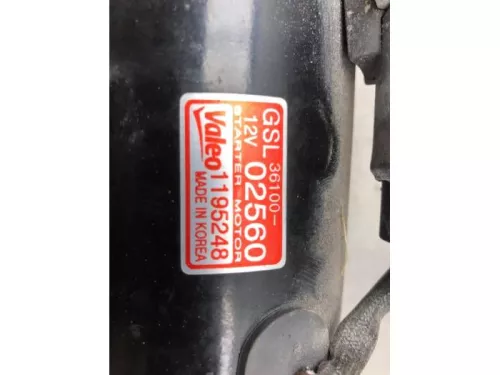 GSL 36100-
12V 02560
STARTER MOTOR
Valeo 1195248
MADE IN KOREA